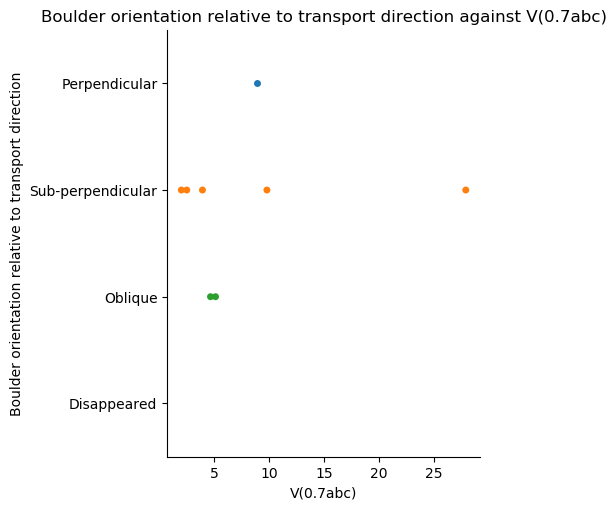 Boulder orientation relative to transport direction against V(0.7abc)
Boulder orientation relative to transport direction
Perpendicular
Sub-perpendicular
Oblique
Disappeared
5
10
15
20
25
V(0.7abc)